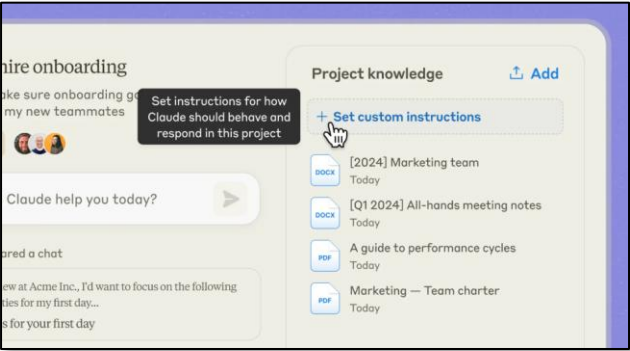 hire onboarding
ake sure onboarding
my new teammates
Set instructions for how
Claude should behave and
respond in this project
Claude help you today?
ared a chat
ew at Acme Inc., I'd want to focus on the following
ties for my first day...
s for your first day
Project knowledge
Add
+ Set custom instructions
DOCX
[2024] Marketing team
Today
DOCX
[Q1 2024] All-hands meeting notes
Today
PDF
A guide to performance cycles
Today
PDF
Marketing — Team charter
Today